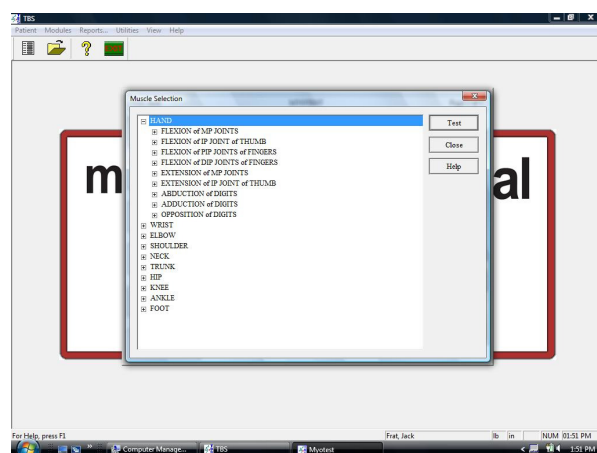 TBS
Patient Modules Reports... Utilities View Help
Muscle Selection
HAND
FLEXION of MP JOINTS
FLEXION of IP JOINT of THUMB
FLEXION of PIP JOINTS of FINGERS
FLEXION of DIP JOINTS of FINGERS
EXTENSION of MP JOINTS
EXTENSION of IP JOINT of THUMB
ABDUCTION of DIGITS
ADDUCTION of DIGITS
OPPOSITION of DIGITS
WRIST
ELBOW
SHOULDER
NECK
TRUNK
HIP
KNEE
ANKLE
FOOT
Test
Close
Help
m
al
For Help, press F1
Frat, Jack
lb in NUM 01:51 PM
Computer Manage... TBS Myotest 1:51 PM